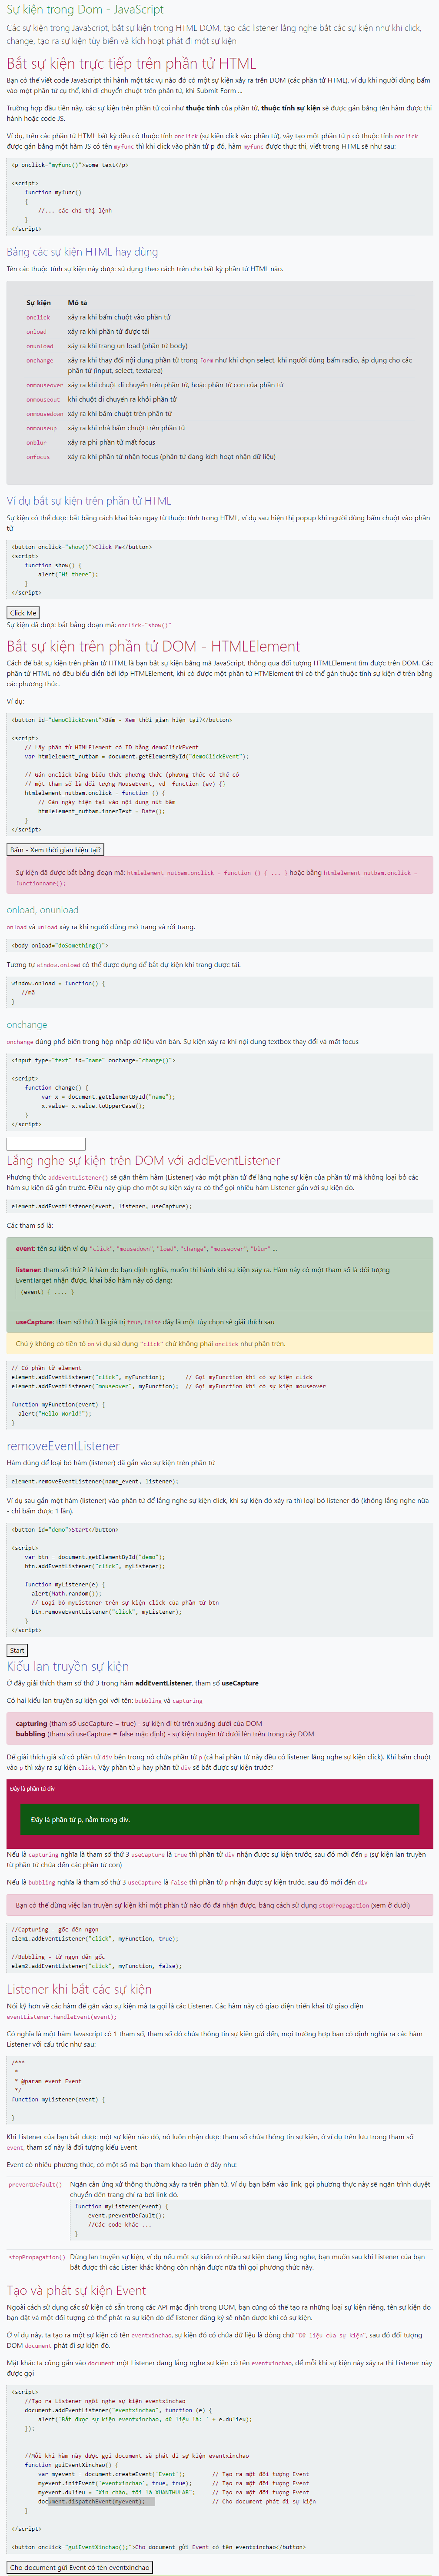 Sự kiện trong Dom - JavaScript
Các sự kiện trong JavaScript, bắt sự kiện trong HTML DOM, tạo các listener lắng nghe bắt các sự kiện như khi click,
change, tạo ra sự kiện tùy biến và kích hoạt phát đi một sự kiện
Bắt sự kiện trực tiếp trên phần tử HTML
Bạn có thể viết code JavaScript thi hành một tác vụ nào đó có một sự kiện xảy ra trên DOM (các phần tử HTML), ví dụ khi người dùng bấm
vào một phần tử cụ thể, khi di chuyển chuột trên phần tử, khi Submit Form ...
Trường hợp đầu tiên này, các sự kiện trên phần tử coi như thuộc tính của phần tử, thuộc tính sự kiện sẽ được gán bằng tên hàm được thi
hành hoặc code JS.
Ví dụ, trên các phần tử HTML bất kỳ đều có thuộc tính onclick (sự kiện click vào phần tử), vậy tạo một phần tử p có thuộc tính onclick
được gán bằng một hàm JS có tên myfunc thì khi click vào phần tử p đó, hàm myfunc được thực thi, viết trong HTML sẽ như sau:
<p onclick="myfunc()">some text</p>
<script>
function myfunc()
{
//... các chỉ thị lệnh
}
</script>
Bảng các sự kiện HTML hay dùng
Tên các thuộc tính sự kiện này được sử dụng theo cách trên cho bất kỳ phần tử HTML nào.
Sự kiện Mô tả
onclick xảy ra khi bấm chuột vào phần tử
onload xảy ra khi phần tử được tải
onunload xảy ra khi trang un load (phần tử body)
onchange xảy ra khi thay đổi nội dung phần tử trong form như khi chọn select, khi người dùng bấm radio, áp dụng cho các
phần tử (input, select, textarea)
onmouseover xảy ra khi chuột di chuyển trên phần tử, hoặc phần tử con của phần tử
onmouseout khi chuột di chuyển ra khỏi phần tử
onmousedown xảy ra khi bấm chuột trên phần tử
onmouseup xảy ra khi nhả bấm chuột trên phần tử
onblur xảy ra phi phần tử mất focus
onfocus xảy ra khi phần tử nhận focus (phần tử đang kích hoạt nhận dữ liệu)
Ví dụ bắt sự kiện trên phần tử HTML
Sự kiện có thể được bắt bằng cách khai báo ngay từ thuộc tính trong HTML, ví dụ sau hiện thị popup khi người dùng bấm chuột vào phần
tử
<button onclick="show()">Click Me</button>
<script>
function show() {
alert("Hi there");
}
</script>
Click Me
Sự kiện đã được bắt bằng đoạn mã: onclick="show()"
Bắt sự kiện trên phần tử DOM - HTMLElement
Cách để bắt sự kiện trên phần tử HTML là bạn bắt sự kiện bằng mã JavaScript, thông qua đối tượng HTMLElement tìm được trên DOM. Các
phần tử HTML nó đều biểu diễn bởi lớp HTMLElement, khi có được một phần tử HTMElement thì có thể gán thuộc tính sự kiện ở trên bằng
các phương thức.
Ví dụ:
<button id="demoClickEvent">Bấm - Xem thời gian hiện tại?</button>
<script>
// Lấy phần tử HTMLElement có ID bằng demoClickEvent
var htmlelement_nutbam = document.getElementById("demoClickEvent");
// Gán onclick bằng biểu thức phương thức (phương thức có thể có
// một tham số là đối tượng MouseEvent, vd function (ev) {}
htmlelement_nutbam.onclick = function () {
// Gán ngày hiện tại vào nội dung nút bấm
htmlelement_nutbam.innerText = Date();
}
</script>
Bấm - Xem thời gian hiện tại?
Sự kiện đã được bắt bằng đoạn mã: htmlelement_nutbam.onclick = function () { ... } hoặc bằng htmlelement_nutbam.onclick =
functionname();
onload, onunload
onload và unload xảy ra khi người dùng mở trang và rời trang.
<body onload="doSomething()">
Tương tự window.onload có thể được dụng để bắt dự kiện khi trang được tải.
window.onload = function() {
//mã
}
onchange
onchange dùng phổ biến trong hộp nhập dữ liệu văn bản. Sự kiện xảy ra khi nội dung textbox thay đổi và mất focus
<input type="text" id="name" onchange="change()">
<script>
function change() {
var x = document.getElementById("name");
x.value= x.value.toUpperCase();
}
</script>
Lắng nghe sự kiện trên DOM với addEventListener
Phương thức addEventListener() sẽ gắn thêm hàm (Listener) vào một phần tử để lắng nghe sự kiện của phần tử mà không loại bỏ các
hàm sự kiện đã gắn trước. Điều này giúp cho một sự kiện xảy ra có thể gọi nhiều hàm Listener gắn với sự kiện đó.
element.addEventListener(event, listener, useCapture);
Các tham số là:
event: tên sự kiện ví dụ "click", "mousedown", "load", "change", "mouseover", "blur" ...
listener: tham số thứ 2 là hàm do bạn định nghĩa, muốn thi hành khi sự kiện xảy ra. Hàm này có một tham số là đối tượng
EventTarget nhận được, khai báo hàm này có dạng:
(event) { .... }
useCapture: tham số thứ 3 là giá trị true, false đây là một tùy chọn sẽ giải thích sau
Chú ý không có tiền tố on ví dụ sử dụng "click" chứ không phải onclick như phần trên.
// Có phần tử element
element.addEventListener("click", myFunction); // Gọi myFunction khi có sự kiện click
element.addEventListener("mouseover", myFunction); // Gọi myFunction khi có sự kiện mouseover
function myFunction(event) {
alert("Hello World!");
}
removeEventListener
Hàm dùng để loại bỏ hàm (listener) đã gắn vào sự kiện trên phần tử
element.removeEventListener(name_event, listener);
Ví dụ sau gắn một hàm (listener) vào phần tử để lắng nghe sự kiện click, khi sự kiện đó xảy ra thì loại bỏ listener đó (không lắng nghe nữa
- chỉ bấm được 1 lần).
<button id="demo">Start</button>
<script>
var btn = document.getElementById("demo");
btn.addEventListener("click", myListener);
function myListener(e) {
alert(Math.random());
// Loại bỏ myListener trên sự kiện click của phần tử btn
btn.removeEventListener("click", myListener);
}
</script>
Start
Kiểu lan truyền sự kiện
Ở đây giải thích tham số thứ 3 trong hàm addEventListener, tham số useCapture
Có hai kiểu lan truyền sự kiện gọi với tên: bubbling và capturing
capturing (tham số useCapture = true) - sự kiện đi từ trên xuống dưới của DOM
bubbling (tham số useCapture = false mặc định) - sự kiện truyền từ dưới lên trên trong cây DOM
Để giải thích giả sử có phần tử div bên trong nó chứa phần tử p (cả hai phần tử này đều có listener lắng nghe sự kiện click). Khi bấm chuột
vào p thì xảy ra sự kiện click, Vậy phần tử p hay phần tử div sẽ bắt được sự kiện trước?
Đây là phần tử div
Đây là phần tử p, nằm trong div.
Nếu là capturing nghĩa là tham số thứ 3 useCapture là true thì phần tử div nhận được sự kiện trước, sau đó mới đến p (sự kiện lan truyền
từ phần tử chứa đến các phần tử con)
Nếu là bubbling nghĩa là tham số thứ 3 useCapture là false thì phần tử p nhận được sự kiện trước, sau đó mới đến div
Bạn có thể dừng việc lan truyền sự kiện khi một phần tử nào đó đã nhận được, bằng cách sử dụng stopPropagation (xem ở dưới)
//Capturing - gốc đến ngọn
elem1.addEventListener("click", myFunction, true);
//Bubbling - từ ngọn đến gốc
elem2.addEventListener("click", myFunction, false);
Listener khi bắt các sự kiện
Nói kỹ hơn về các hàm để gắn vào sự kiện mà ta gọi là các Listener. Các hàm này có giao diện triển khai từ giao diện
eventListerner.handleEvent(event);
Có nghĩa là một hàm Javascript có 1 tham số, tham số đó chứa thông tin sự kiện gửi đến, mọi trường hợp bạn có định nghĩa ra các hàm
Listener với cấu trúc như sau:
/***
*
* @param event Event
*/
function myListener(event) {
}
Khi Listener của bạn bắt được một sự kiện nào đó, nó luôn nhận được tham số chứa thông tin sự kiên, ở ví dụ trên lưu trong tham số
event, tham số này là đối tượng kiểu Event
Event có nhiều phương thức, có một số mà bạn tham khảo luôn ở đây như:
preventDefault() Ngăn cản ứng xử thông thường xảy ra trên phần tử. Ví dụ bạn bấm vào link, gọi phương thực này sẽ ngăn trình duyệt
chuyển đến trang chỉ ra bởi link đó.
function myListener(event) {
event.preventDefault();
//Các code khác ...
}
stopPropagation() Dừng lan truyền sự kiện, ví dụ nếu một sự kiến có nhiều sự kiện đang lắng nghe, bạn muốn sau khi Listener của bạn
bắt được thì các Lister khác không còn nhận được nữa thì gọi phương thức này.
Tạo và phát sự kiện Event
Ngoài cách sử dụng các sử kiện có sẵn trong các API mặc định trong DOM, bạn cũng có thể tạo ra những loại sự kiện riêng, tên sự kiện do
bạn đặt và một đối tượng có thể phát ra sự kiện đó để listener đăng ký sẽ nhận được khi có sự kiện.
Ở ví dụ này, ta tạo ra một sự kiện có tên eventxinchao, sự kiện đó có chứa dữ liệu là dòng chữ "Dữ liệu của sự kiện", sau đó đối tượng
DOM document phát đi sự kiện đó.
Mặt khác ta cũng gắn vào document một Listener đang lắng nghe sự kiện có tên eventxinchao, để mỗi khi sự kiện này xảy ra thì Listener này
được gọi
<script>
//Tạo ra Listener ngồi nghe sự kiện eventxinchao
document.addEventListener("eventxinchao", function (e) {
alert('Bắt được sự kiện eventxinchao, dữ liệu là: ' + e.dulieu);
});
//Mỗi khi hàm này được gọi document sẽ phát đi sự kiện eventxinchao
function guiEventXinchao() {
var myevent = document.createEvent('Event'); // Tạo ra một đối tượng Event
myevent.initEvent('eventxinchao', true, true); // Tạo ra một đối tượng Event
myevent.dulieu = "Xin chào, tôi là XUANTHULAB"; // Tạo ra một đối tượng Event
document.dispatchEvent(myevent); // Cho document phát đi sự kiện
}
</script>
<button onclick="guiEventXinchao();">Cho document gửi Event có tên eventxinchao</button>
Cho document gửi Event có tên eventxinchao